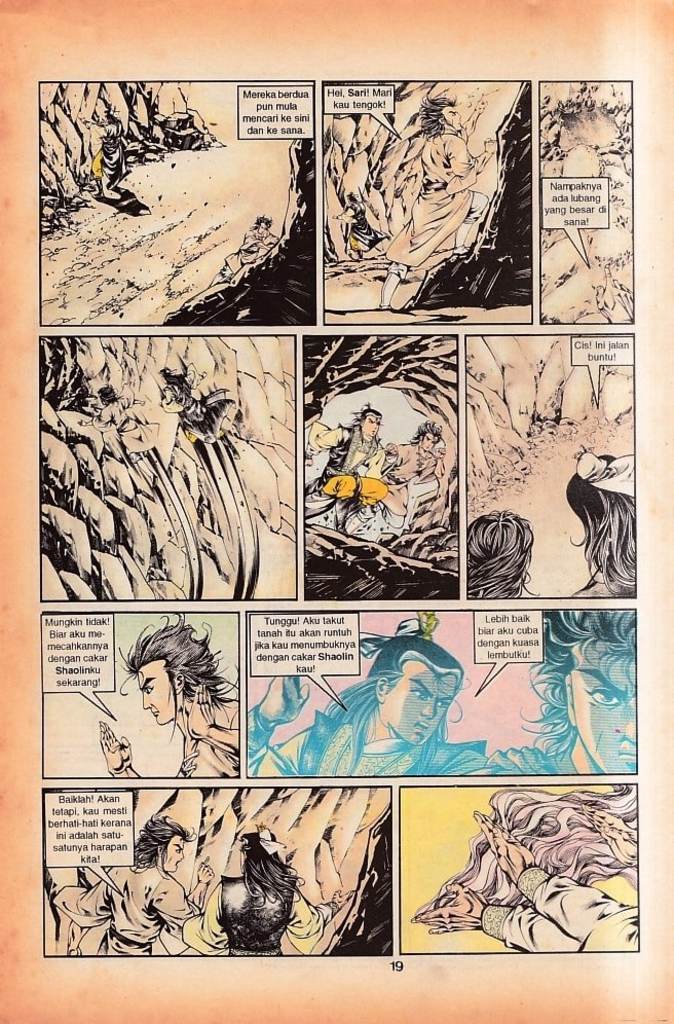 Mereka berdua
pun mula
mencari ke sini
dan ke sana.
Hei, Sari! Mari
kau tengok!
Nampaknya
ada lubang
yang besar di
sana!
Cis! Ini jalan
buntu!
Mungkin tidak!
Biar aku me-
mecahkannya
dengan cakar
Shaolinku
sekarang!
Tunggu! Aku takut
tanah itu akan runtuh
jika kau menumbuknya
dengan cakar Shaolin
kau!
Lebih baik
biar aku cuba
dengan kuasa
lembutku!
Baiklah! Akan
tetapi, kau mesti
berhati-hati kerana
ini adalah satu-
satunya harapan
kita!
19